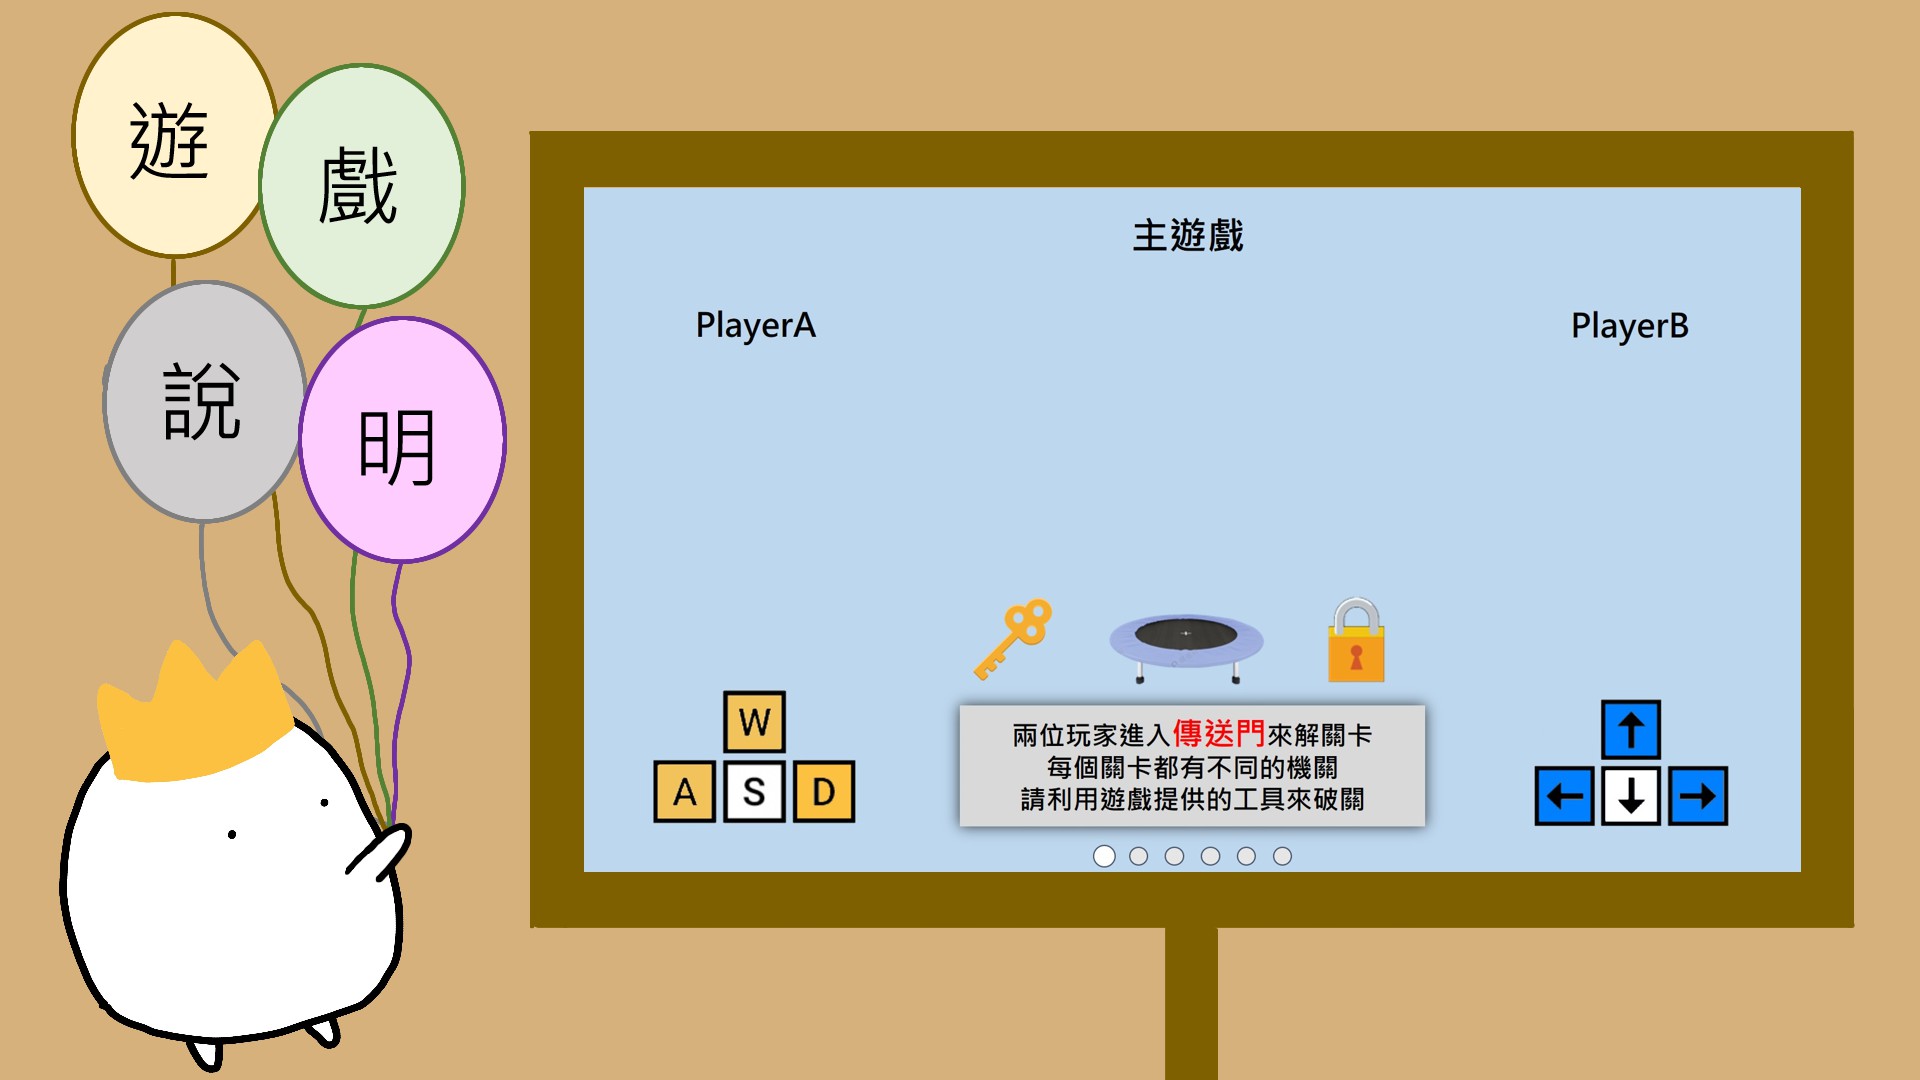 遊戲
說明
主遊戲
PlayerA
PlayerB
W
A S D
↑
← ↓ →
兩位玩家進入傳送門來解關卡
每個關卡都有不同的機關
請利用遊戲提供的工具來破關